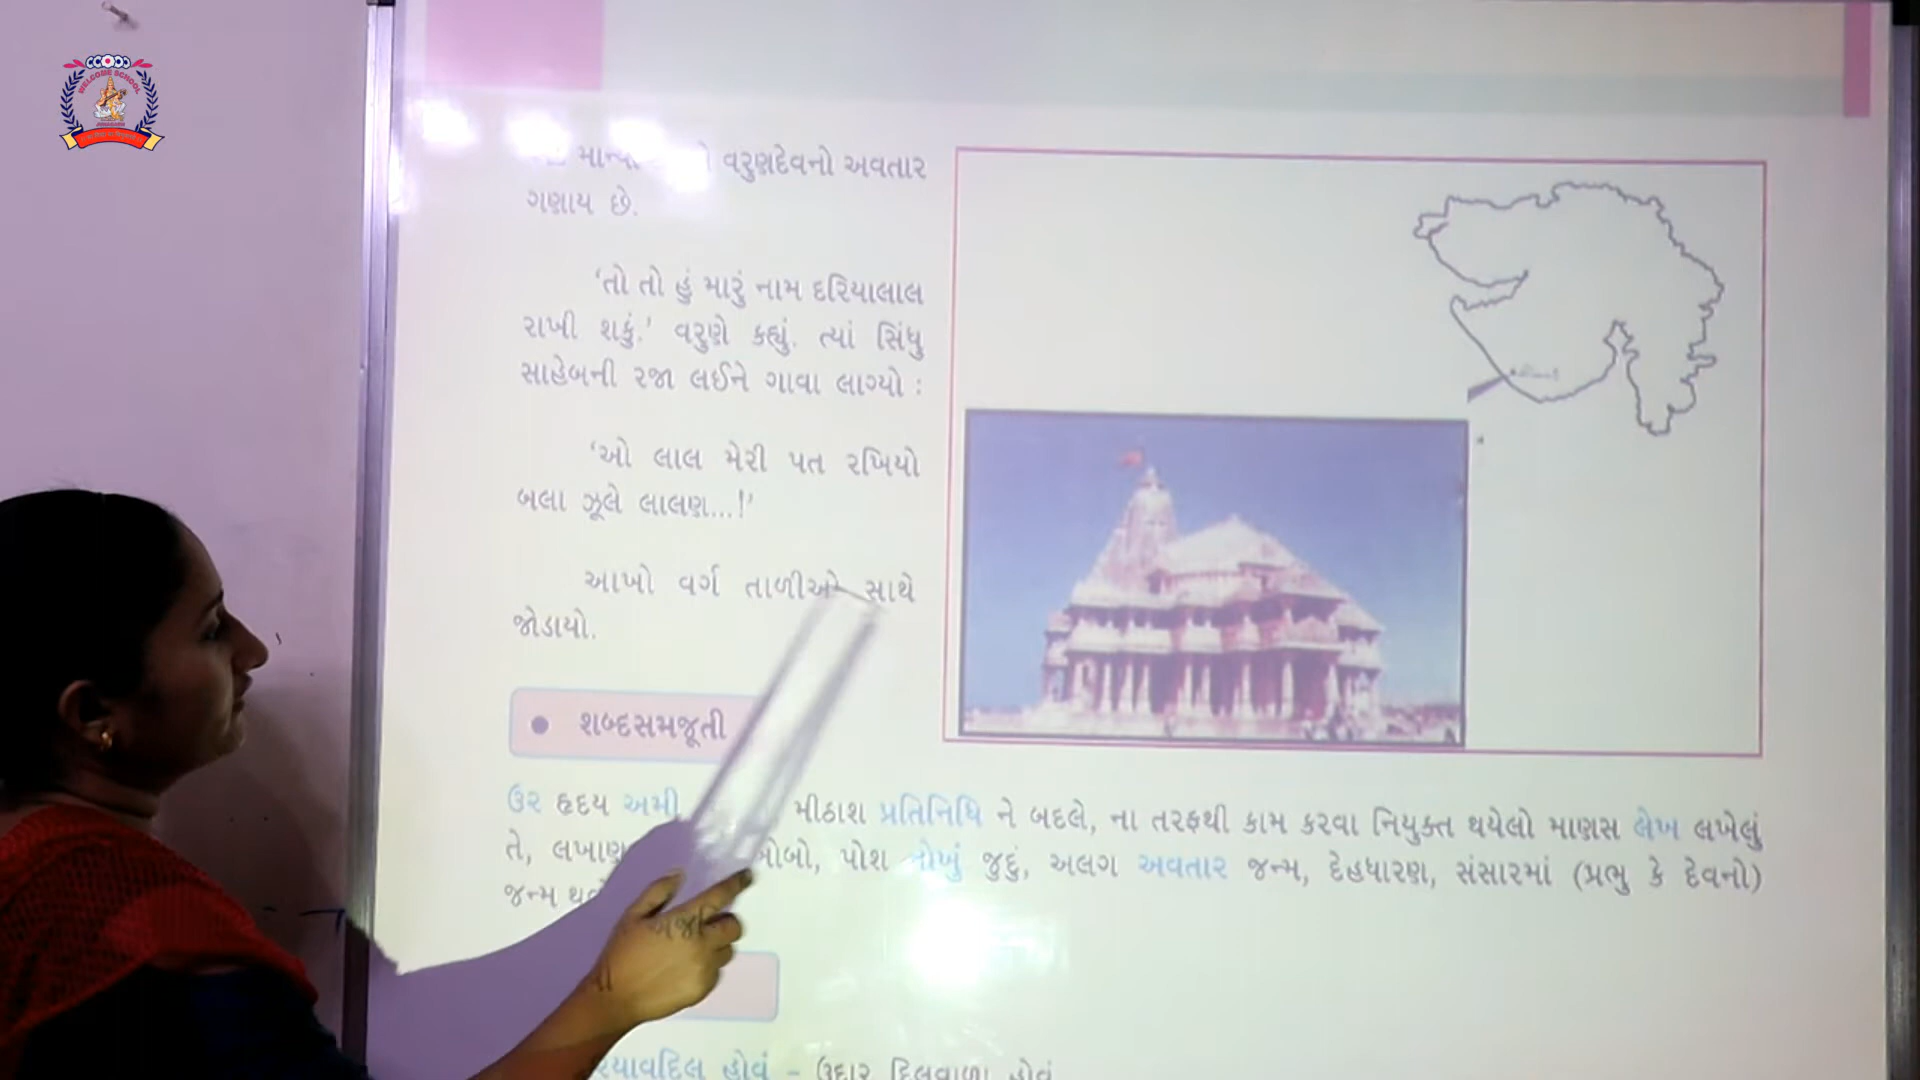 WELCOME SCHOOL
વરુણદેવનો અવતાર
ગણાય છે.
‘તો તો હું મારું નામ દરિયાલાલ
રાખી શકું.’ વરુણે કહ્યું. ત્યાં સિંધુ
સાહેબની રજા લઈને ગાવા લાગ્યો :
‘ઓ લાલ મેરી પત રખિયો
બલા ઝૂલે લાલણ...!’
આખો વર્ગ તાળીઓ સાથે
જોડાયો.
• શબ્દસમજૂતી
ઉર હૃદય અમી મીઠાશ પ્રતિનિધિ ને બદલે, ના તરફથી કામ કરવા નિયુક્ત થયેલો માણસ લેખ લખેલું
તે, લખાણ ખોબો, પોશ નોખું જુદું, અલગ અવતાર જન્મ, દેહધારણ, સંસારમાં (પ્રભુ કે દેવનો)
જન્મ
હોવું – ઉદાર દિલવાળા હોવું